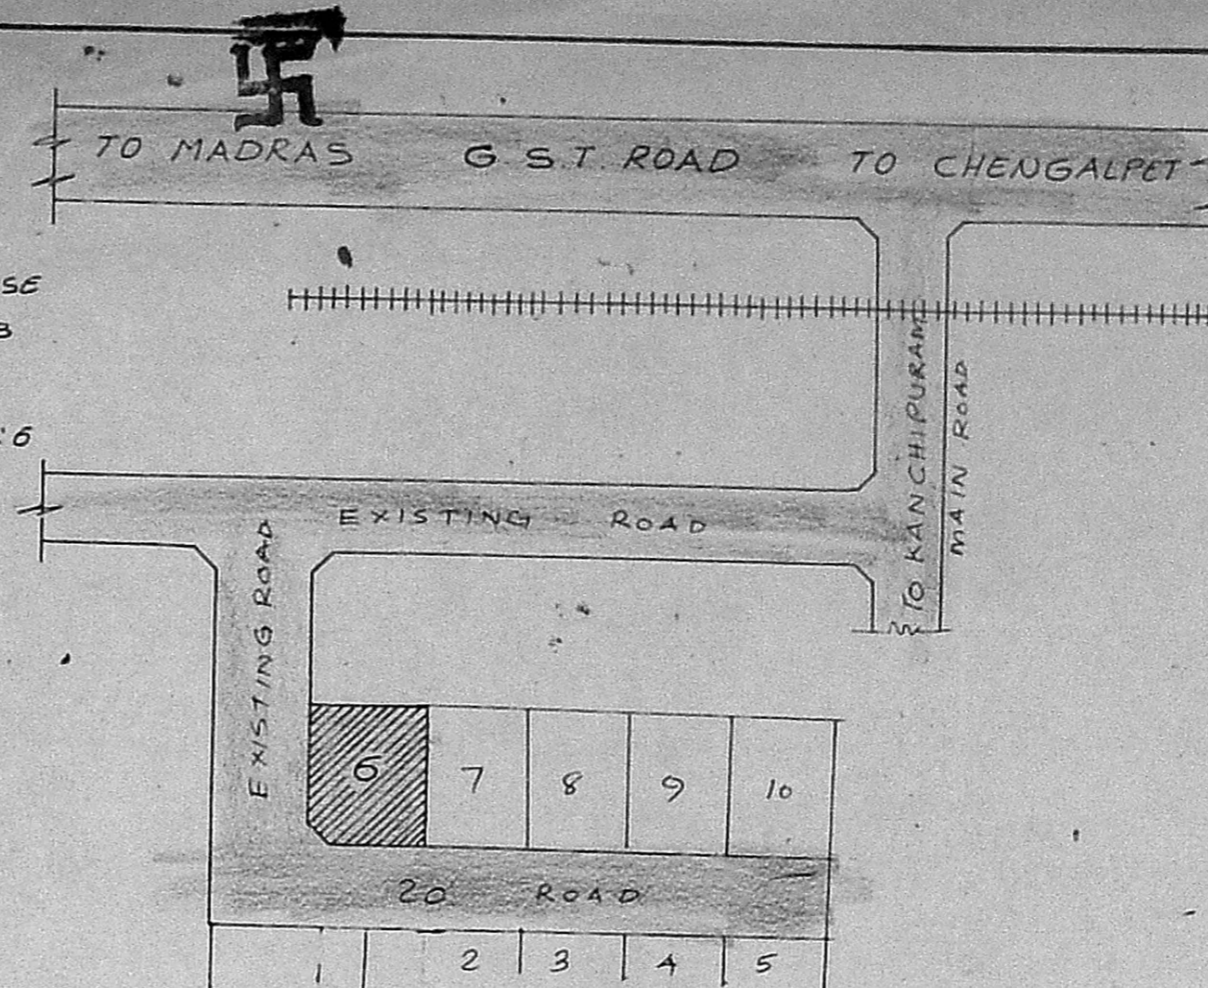 TO MADRAS G.S.T. ROAD TO CHENGALPET
SE
B
:6
TO KANCHIPURAM
MAIN ROAD
EXISTING ROAD
EXISTING ROAD
6 7 8 9 10
20' ROAD
1 2 3 4 5